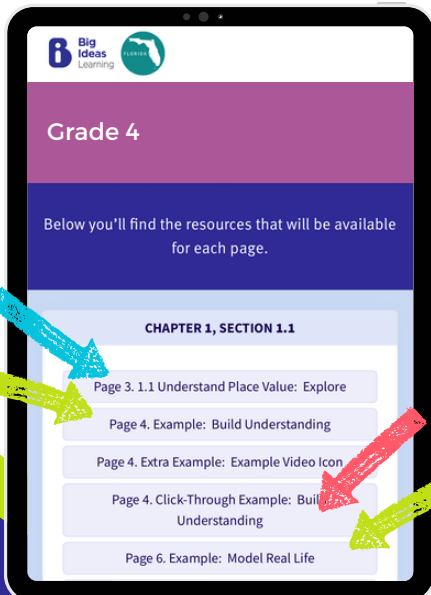 Big
Ideas
Learning
FLORIDA
Grade 4
Below you'll find the resources that will be available
for each page.
CHAPTER 1, SECTION 1.1
Page 3. 1.1 Understand Place Value: Explore
Page 4. Example: Build Understanding
Page 4. Extra Example: Example Video Icon
Page 4. Click-Through Example: Build
Understanding
Page 6. Example: Model Real Life